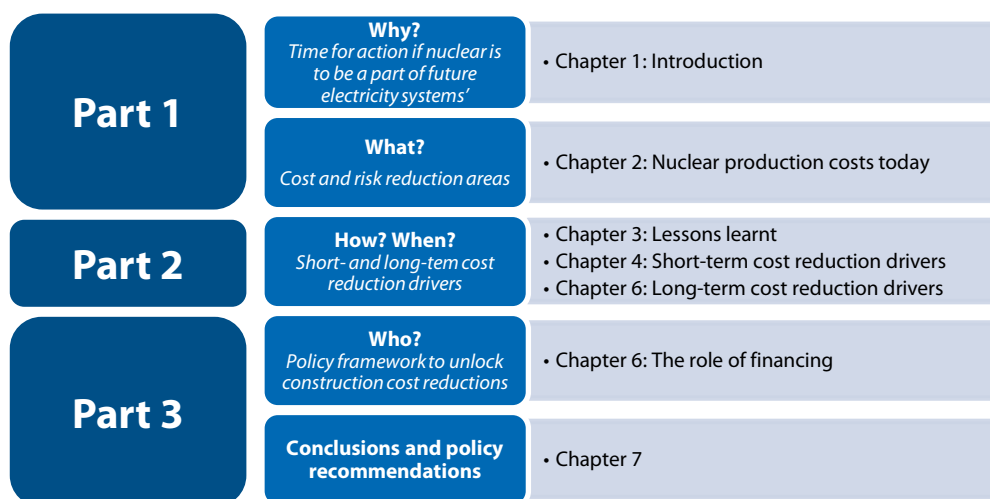 Part 1
Why?
Time for action if nuclear is
to be a part of future
electricity systems’
• Chapter 1: Introduction
What?
Cost and risk reduction areas
• Chapter 2: Nuclear production costs today
Part 2
How? When?
Short- and long-tem cost
reduction drivers
• Chapter 3: Lessons learnt
• Chapter 4: Short-term cost reduction drivers
• Chapter 6: Long-term cost reduction drivers
Part 3
Who?
Policy framework to unlock
construction cost reductions
• Chapter 6: The role of financing
Conclusions and policy
recommendations
• Chapter 7